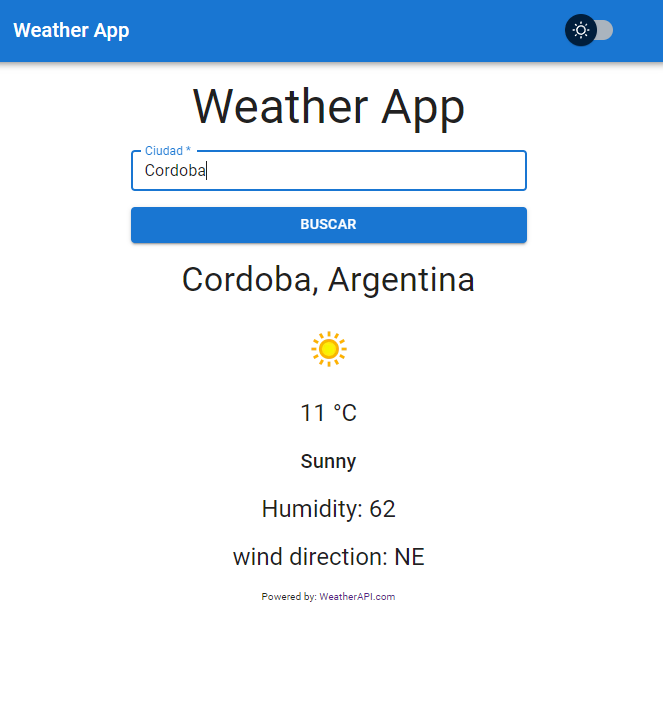 Weather App
Weather App
Ciudad *
Cordoba
BUSCAR
Cordoba, Argentina
11 °C
Sunny
Humidity: 62
wind direction: NE
Powered by: WeatherAPI.com